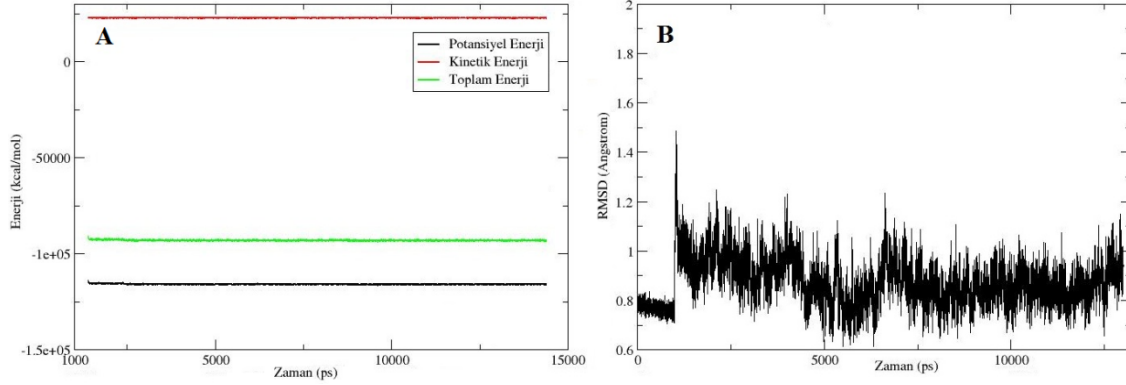 A
Potansiyel Enerji
Kinetik Enerji
Toplam Enerji
0
-50000
-1e+05
-1.5e+05
Enerji (kcal/mol)
1000
5000
10000
15000
Zaman (ps)
B
2
1.8
1.6
1.4
1.2
1
0.8
0.6
RMSD (Angstrom)
0
5000
10000
Zaman (ps)